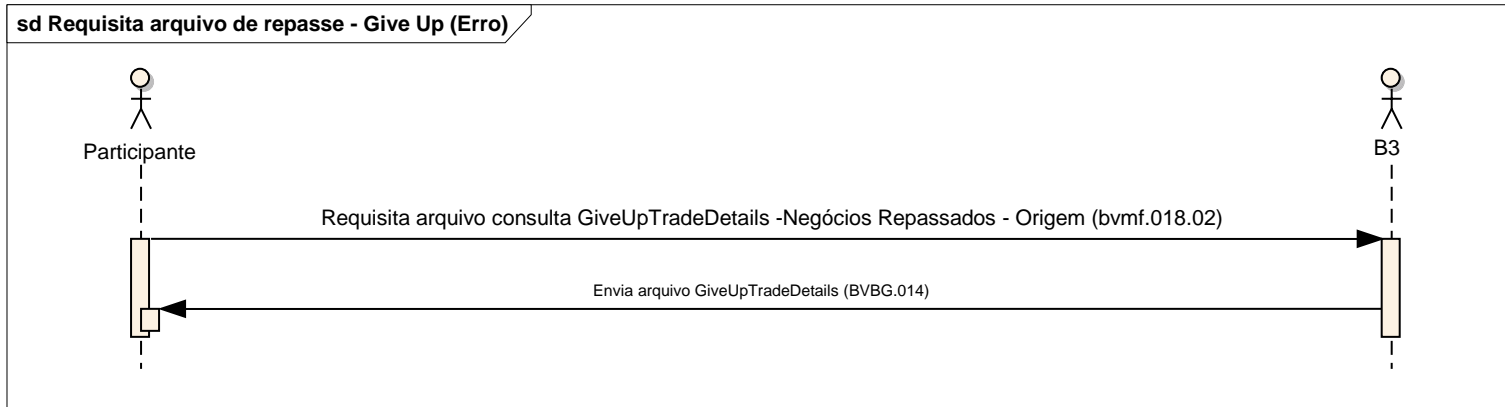 sd Requisita arquivo de repasse - Give Up (Erro)
Participante
B3
Requisita arquivo consulta GiveUpTradeDetails -Negócios Repassados - Origem (bvmf.018.02)
Envia arquivo GiveUpTradeDetails (BVBG.014)